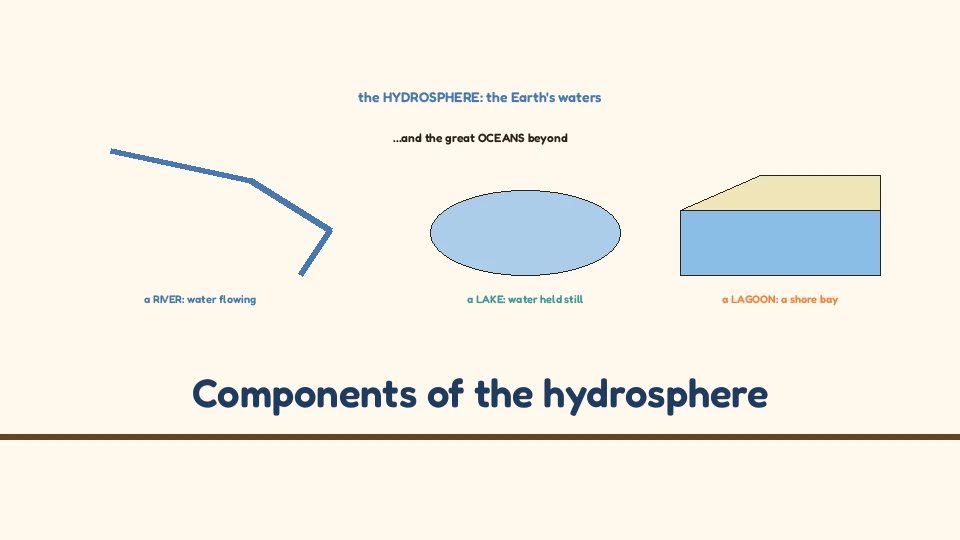 the HYDROSPHERE: the Earth's waters
...and the great OCEANS beyond
a RIVER: water flowing
a LAKE: water held still
a LAGOON: a shore bay
Components of the hydrosphere